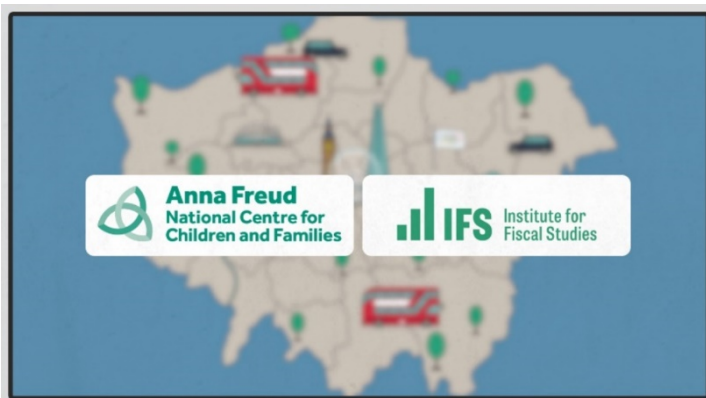 Anna Freud
National Centre for
Children and Families
IFS
Institute for
Fiscal Studies